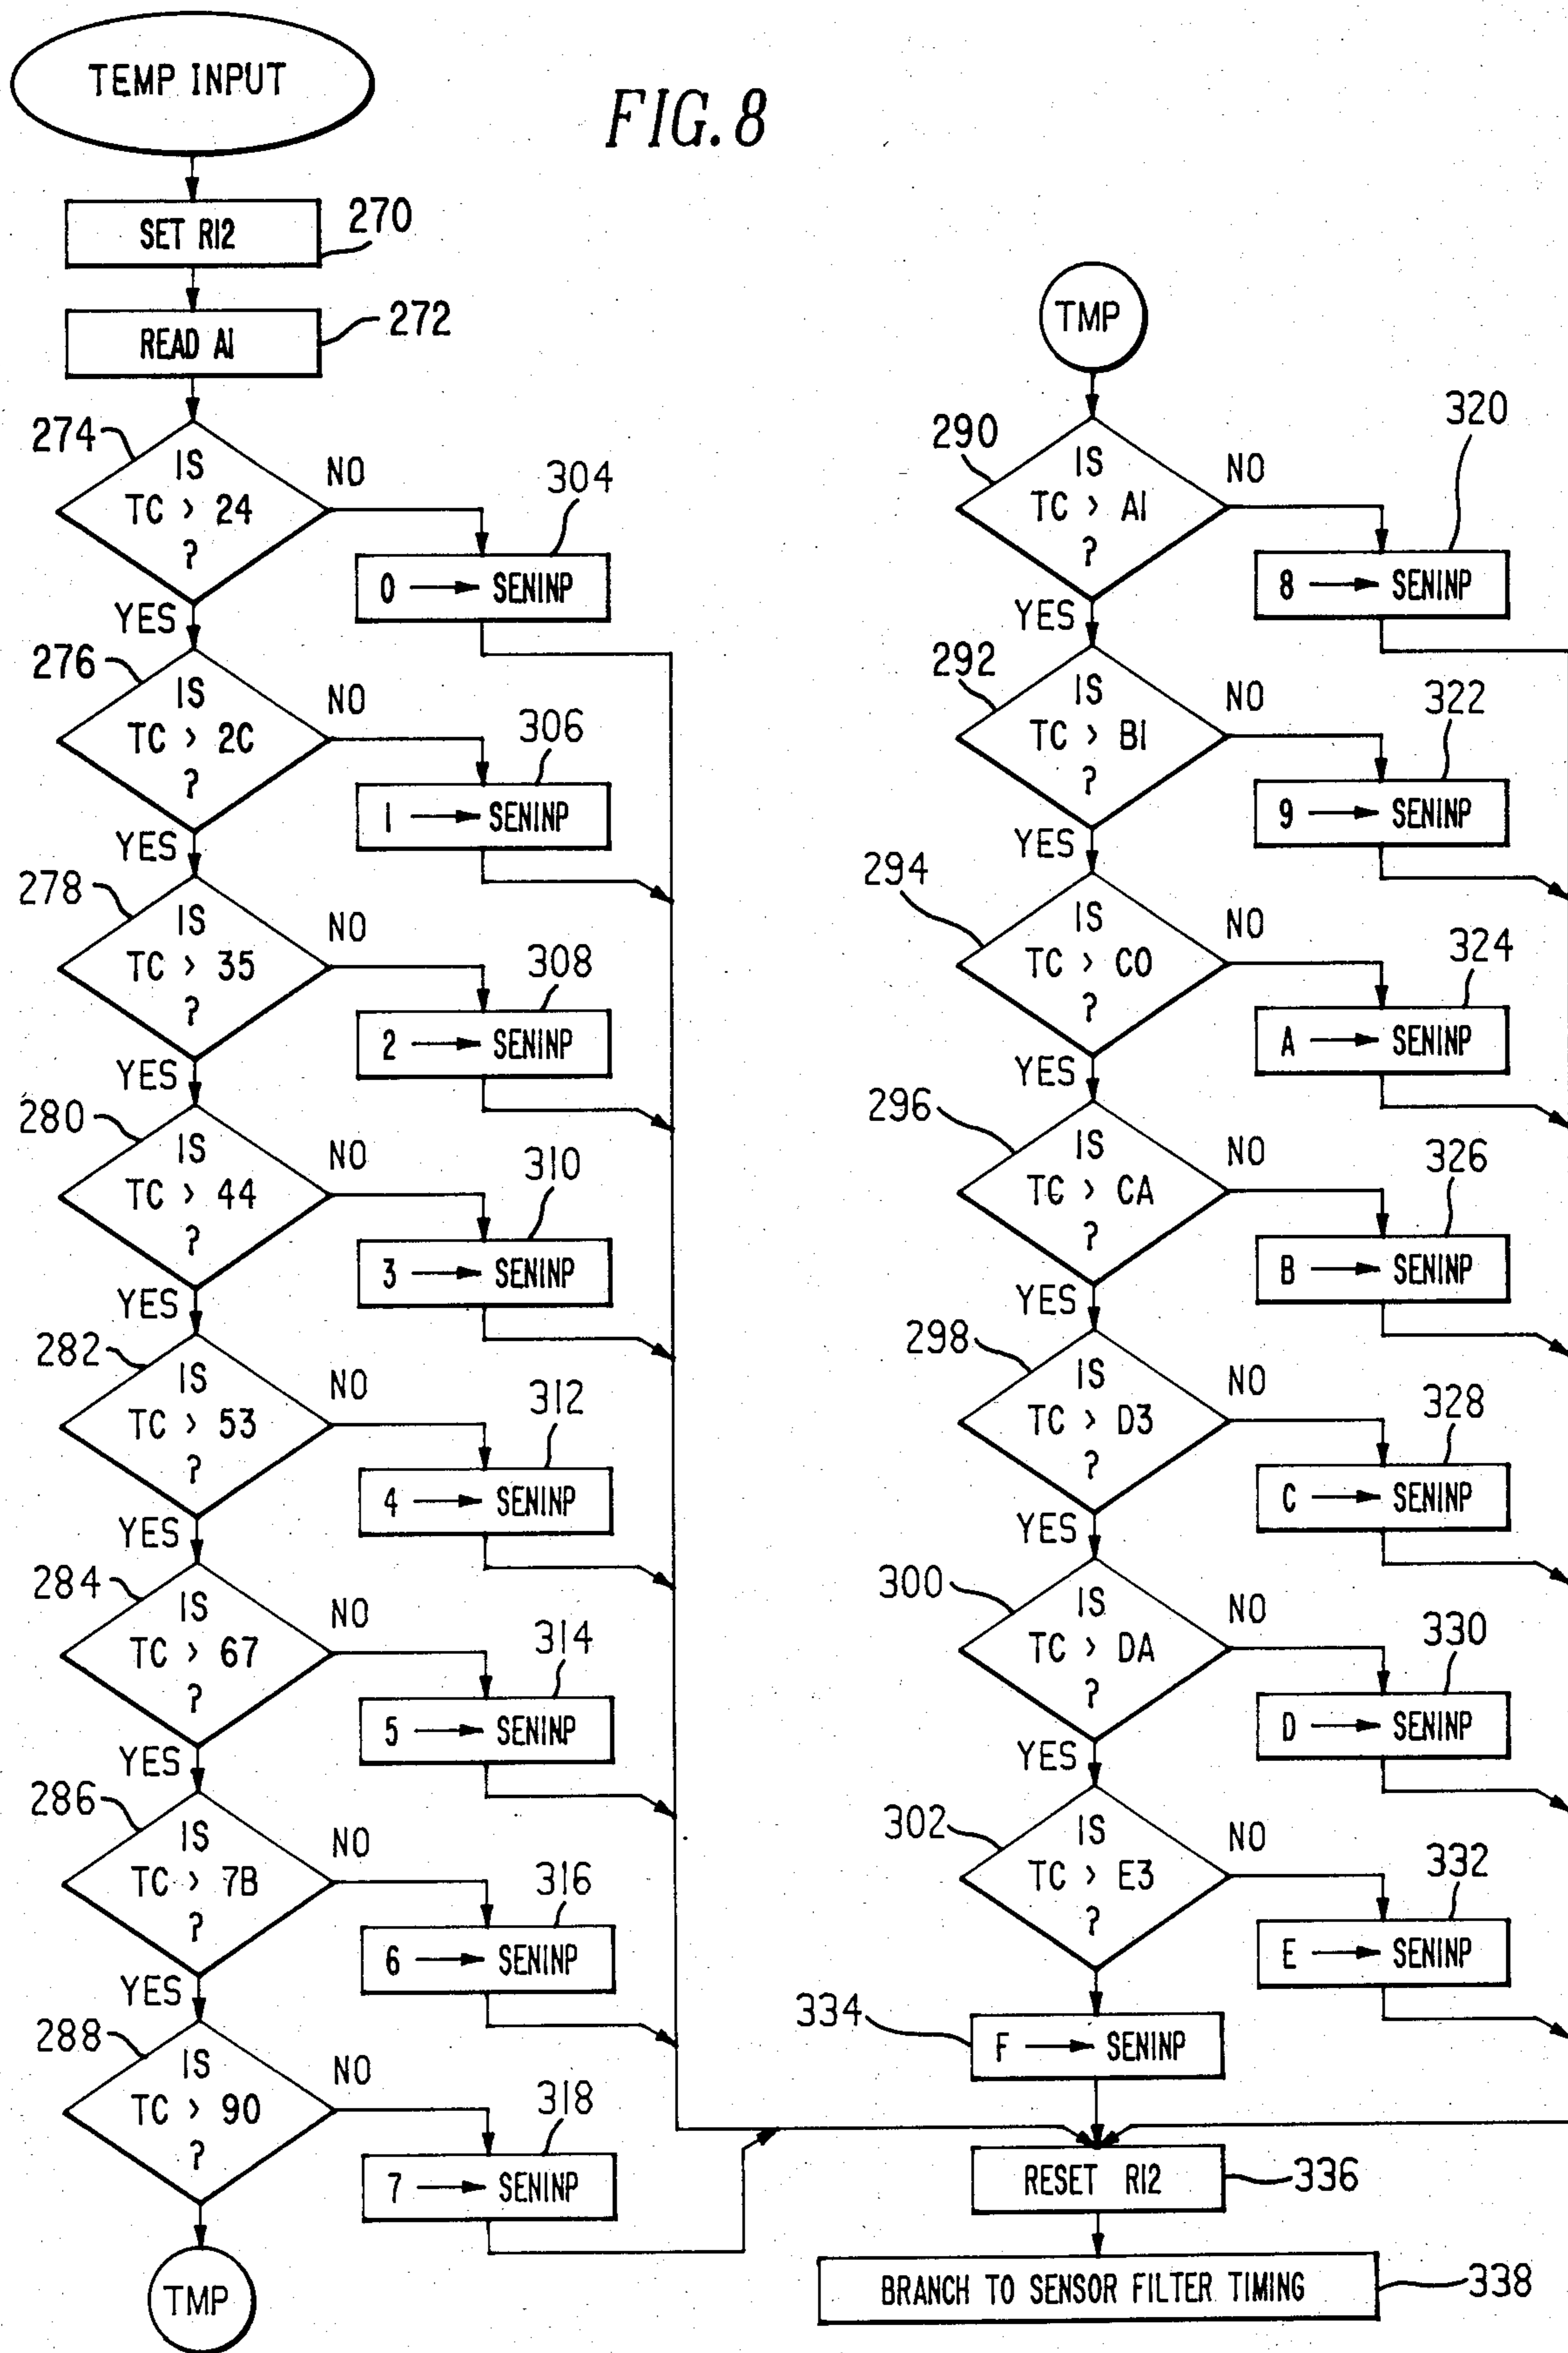 TEMP INPUT
FIG. 8
SET R12
270
READ A1
272
274
IS
TC > 24
?
NO
YES
304
0 → SENINP
276
IS
TC > 2C
?
NO
YES
306
1 → SENINP
278
IS
TC > 35
?
NO
YES
308
2 → SENINP
280
IS
TC > 44
?
NO
YES
310
3 → SENINP
282
IS
TC > 53
?
NO
YES
312
4 → SENINP
284
IS
TC > 67
?
NO
YES
314
5 → SENINP
286
IS
TC > 7B
?
NO
YES
316
6 → SENINP
288
IS
TC > 90
?
NO
318
7 → SENINP
TMP
TMP
290
IS
TC > A1
?
NO
YES
320
8 → SENINP
292
IS
TC > B1
?
NO
YES
322
9 → SENINP
294
IS
TC > C0
?
NO
YES
324
A → SENINP
296
IS
TC > CA
?
NO
YES
326
B → SENINP
298
IS
TC > D3
?
NO
YES
328
C → SENINP
300
IS
TC > DA
?
NO
YES
330
D → SENINP
302
IS
TC > E3
?
NO
332
E → SENINP
334
F → SENINP
RESET R12
336
BRANCH TO SENSOR FILTER TIMING
338